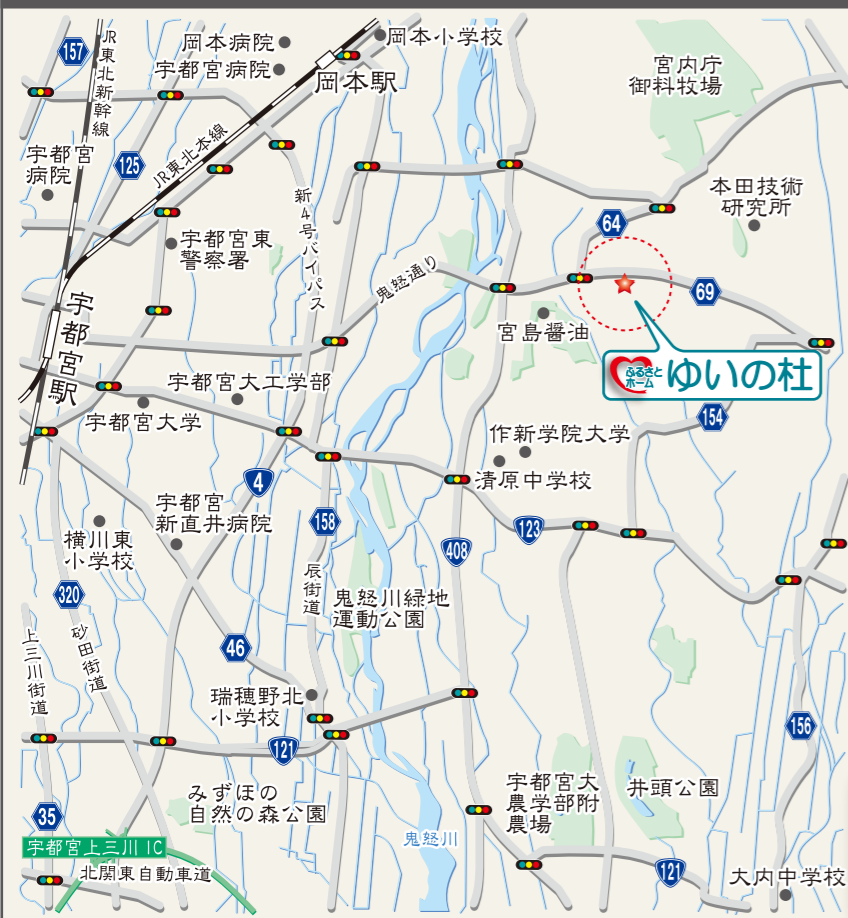 157
JR東北新幹線
岡本病院
宇都宮病院
岡本小学校
岡本駅
宮内庁
御料牧場
宇都宮
病院
125
JR東北本線
新4号バイパス
本田技術
研究所
64
宇都宮東
警察署
鬼怒通り
69
宇都宮駅
宮島醤油
ふるさと
ホーム
ゆいの杜
宇都宮大工学部
宇都宮大学
154
作新学院大学
清原中学校
4
宇都宮
新直井病院
158
123
横川東
小学校
408
320
辰街道
鬼怒川緑地
運動公園
上三川街道
砂田街道
46
瑞穂野北
小学校
121
156
みずほの
自然の森公園
宇都宮大
農学部附
農場
井頭公園
35
宇都宮上三川 IC
鬼怒川
北関東自動車道
121
大内中学校